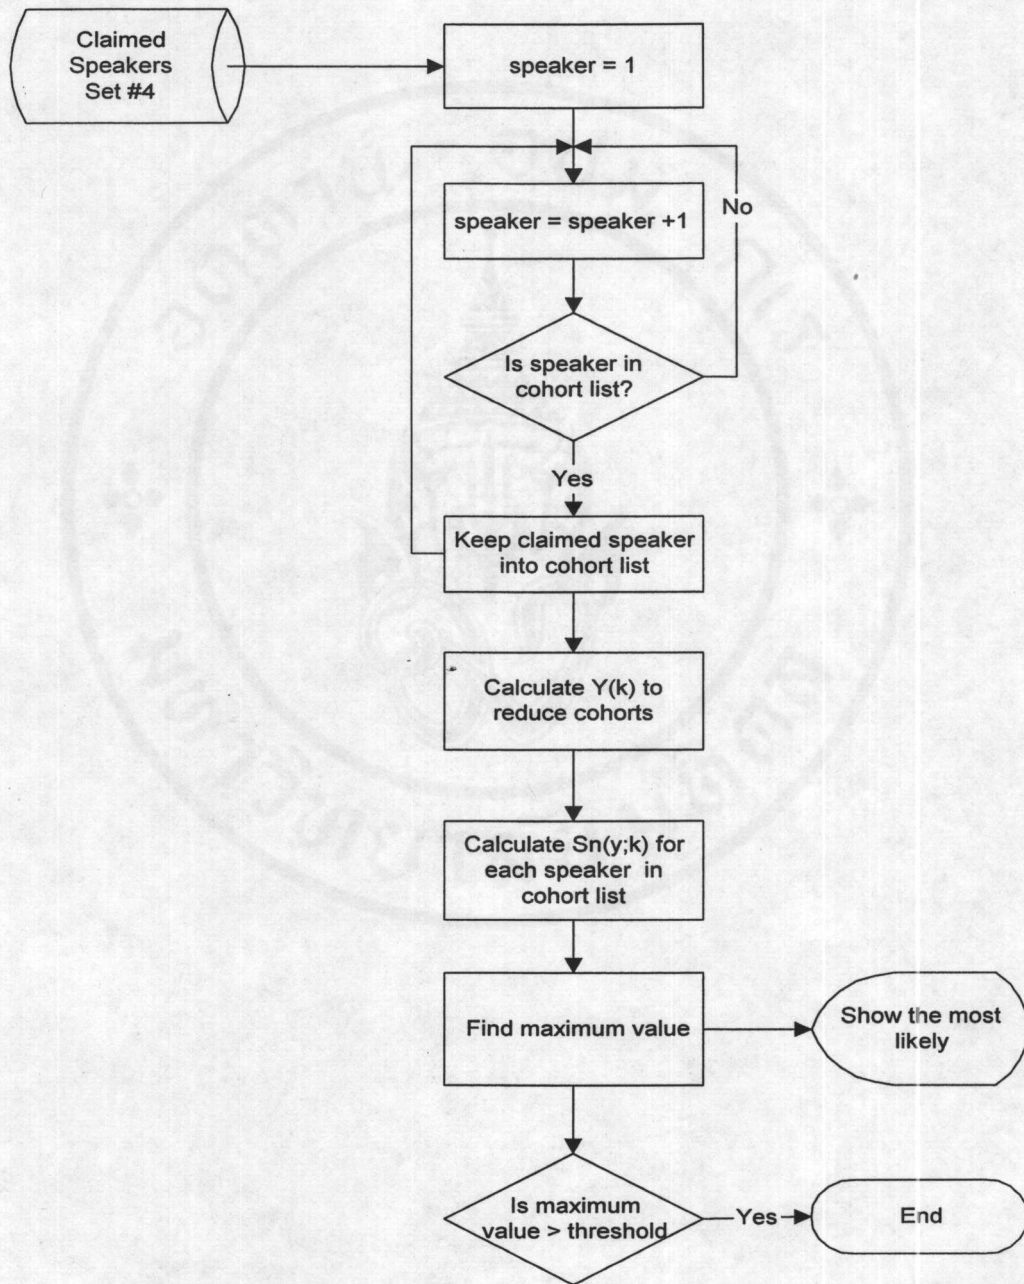 Claimed
Speakers
Set #4
speaker = 1
speaker = speaker +1
No
Is speaker in
cohort list?
Yes
Keep claimed speaker
into cohort list
Calculate Y(k) to
reduce cohorts
Calculate Sn(y;k) for
each speaker in
cohort list
Find maximum value
Show the most
likely
Is maximum
value > threshold
Yes
End